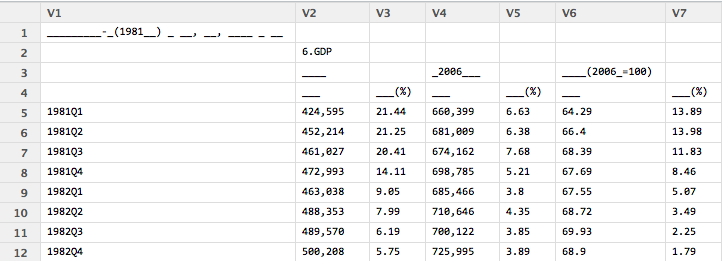 V1 V2 V3 V4 V5 V6 V7
1 _________-_(1981__) _ __, __, ____ _ __
2 6.GDP
3 ____ _2006___ ____(2006_=100)
4 ___ ___(%) ___ ___(%) ___ ___(%)
5 1981Q1 424,595 21.44 660,399 6.63 64.29 13.89
6 1981Q2 452,214 21.25 681,009 6.38 66.4 13.98
7 1981Q3 461,027 20.41 674,162 7.68 68.39 11.83
8 1981Q4 472,993 14.11 698,785 5.21 67.69 8.46
9 1982Q1 463,038 9.05 685,466 3.8 67.55 5.07
10 1982Q2 488,353 7.99 710,646 4.35 68.72 3.49
11 1982Q3 489,570 6.19 700,122 3.85 69.93 2.25
12 1982Q4 500,208 5.75 725,995 3.89 68.9 1.79